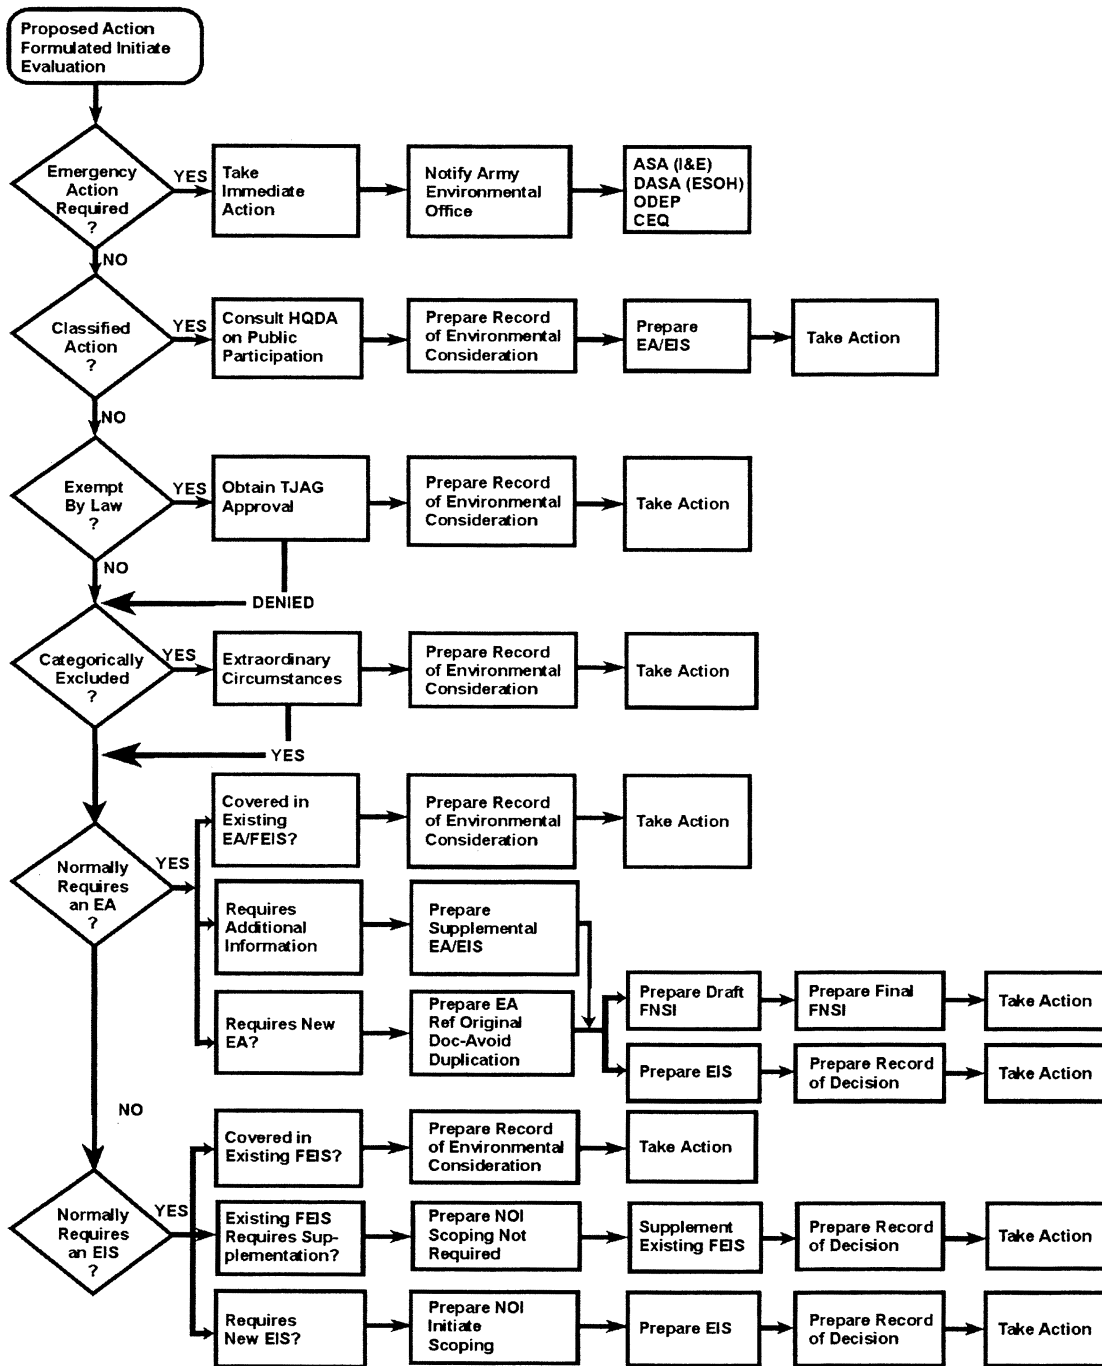 Proposed Action
Formulated Initiate
Evaluation
Emergency
Action
Required
?
YES
Take
Immediate
Action
Notify Army
Environmental
Office
ASA (I&E)
DASA (ESOH)
ODEP
CEQ
NO
Classified
Action
?
YES
Consult HQDA
on Public
Participation
Prepare Record
of Environmental
Consideration
Prepare
EA/EIS
Take Action
NO
Exempt
By Law
?
YES
Obtain TJAG
Approval
Prepare Record
of Environmental
Consideration
Take Action
NO
DENIED
Categorically
Excluded
?
YES
Extraordinary
Circumstances
Prepare Record
of Environmental
Consideration
Take Action
YES
Normally
Requires
an EA
?
YES
Covered in
Existing
EA/FEIS?
Prepare Record
of Environmental
Consideration
Take Action
Requires
Additional
Information
Prepare
Supplemental
EA/EIS
Requires New
EA?
Prepare EA
Ref Original
Doc-Avoid
Duplication
Prepare Draft
FNSI
Prepare Final
FNSI
Take Action
Prepare EIS
Prepare Record
of Decision
Take Action
NO
Normally
Requires
an EIS
?
YES
Covered in
Existing FEIS?
Prepare Record
of Environmental
Consideration
Take Action
Existing FEIS
Requires Sup-
plementation?
Prepare NOI
Scoping Not
Required
Supplement
Existing FEIS
Prepare Record
of Decision
Take Action
Requires
New EIS?
Prepare NOI
Initiate
Scoping
Prepare EIS
Prepare Record
of Decision
Take Action